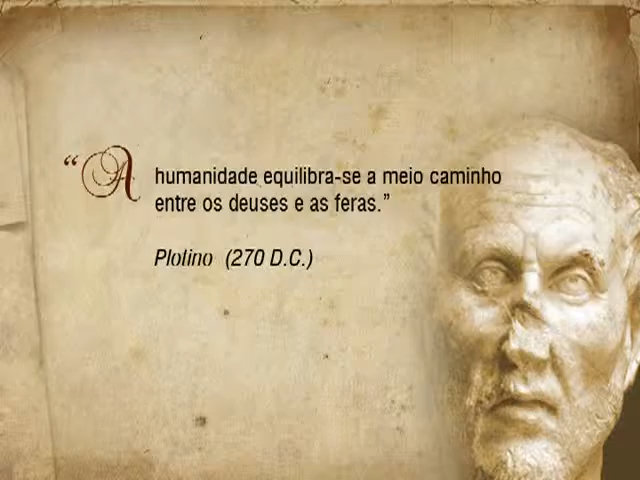 “A humanidade equilibra-se a meio caminho
entre os deuses e as feras.”
Plotino (270 D.C.)